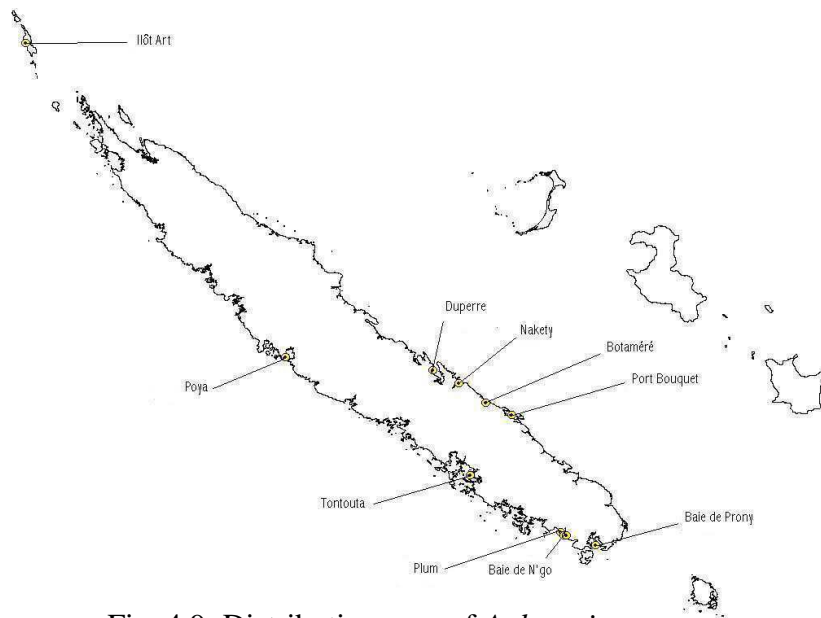 Ilôt Art
Duperre
Nakety
Botaméré
Port Bouquet
Poya
Tontouta
Baie de Prony
Plum
Baie de N'go